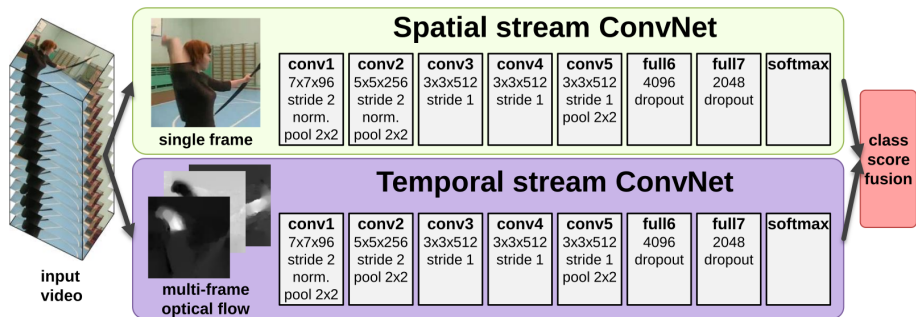 input
video
Spatial stream ConvNet
single frame
conv1
7x7x96
stride 2
norm.
pool 2x2
conv2
5x5x256
stride 2
norm.
pool 2x2
conv3
3x3x512
stride 1
conv4
3x3x512
stride 1
conv5
3x3x512
stride 1
pool 2x2
full6
4096
dropout
full7
2048
dropout
softmax
Temporal stream ConvNet
multi-frame
optical flow
conv1
7x7x96
stride 2
norm.
pool 2x2
conv2
5x5x256
stride 2
pool 2x2
conv3
3x3x512
stride 1
conv4
3x3x512
stride 1
conv5
3x3x512
stride 1
pool 2x2
full6
4096
dropout
full7
2048
dropout
softmax
class
score
fusion